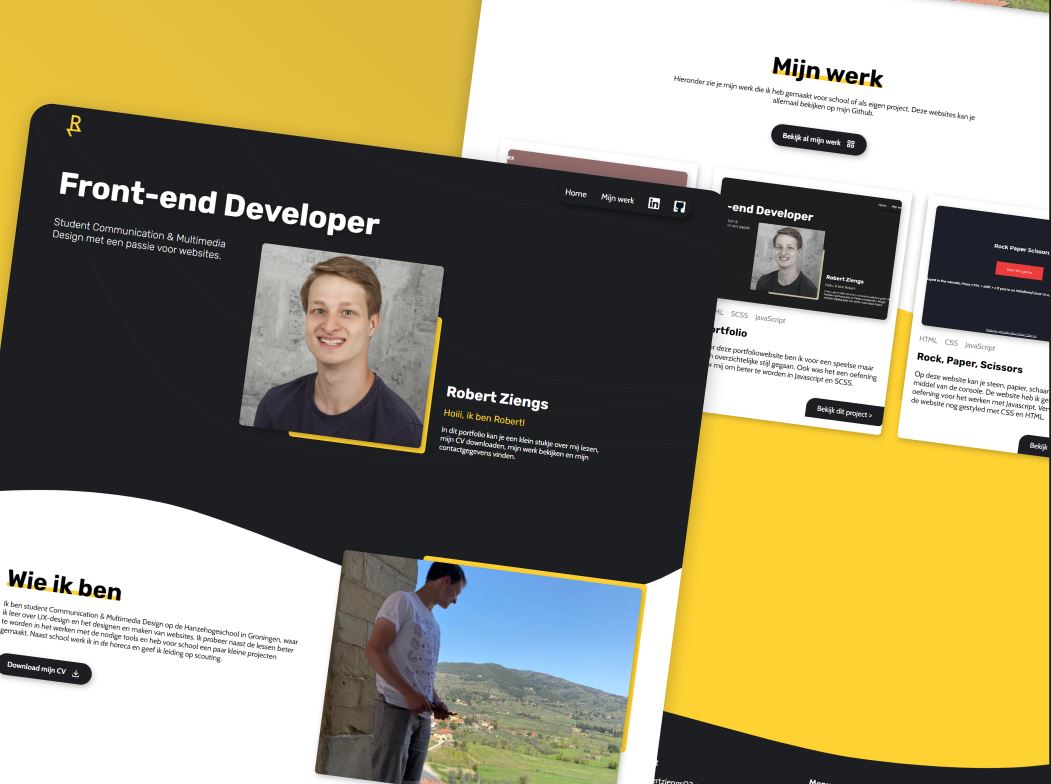 Front-end Developer
Student Communication & Multimedia
Design met een passie voor websites.
Home
Mijn werk
Robert Ziengs
Hoiii, ik ben Robert!
In dit portfolio kan je een klein stukje over mij lezen,
mijn CV downloaden, mijn werk bekijken en mijn
contactgegevens vinden.
Wie ik ben
Ik ben student Communication & Multimedia Design op de Hanzehogeschool in Groningen, waar
ik leer over UX-design en het designen en maken van websites. Ik probeer naast de lessen beter
te worden in het werken met de nodige tools en heb voor school een paar kleine projecten
gemaakt. Naast school werk ik in de horeca en geef ik leiding op scouting.
Download mijn CV
Mijn werk
Hieronder zie je mijn werk die ik heb gemaakt voor school of als eigen project. Deze websites kan je
allemaal bekijken op mijn Github.
Bekijk al mijn werk
-end Developer
Robert Ziengs
SCSS JavaScript
ortfolio
deze portfoliowebsite ben ik voor een speelse maar
overzichtelijke stijl gegaan. Ook was het een oefening
mij om beter te worden in Javascript en SCSS.
Bekijk dit project >
Rock Paper Scissors
Start the game
HTML CSS JavaScript
Rock, Paper, Scissors
Op deze website kan je steen, papier, schaar
middel van de console. De website heb ik ge
oefening voor het werken met Javascript. Ver
de website nog gestyled met CSS en HTML.
Bekijk